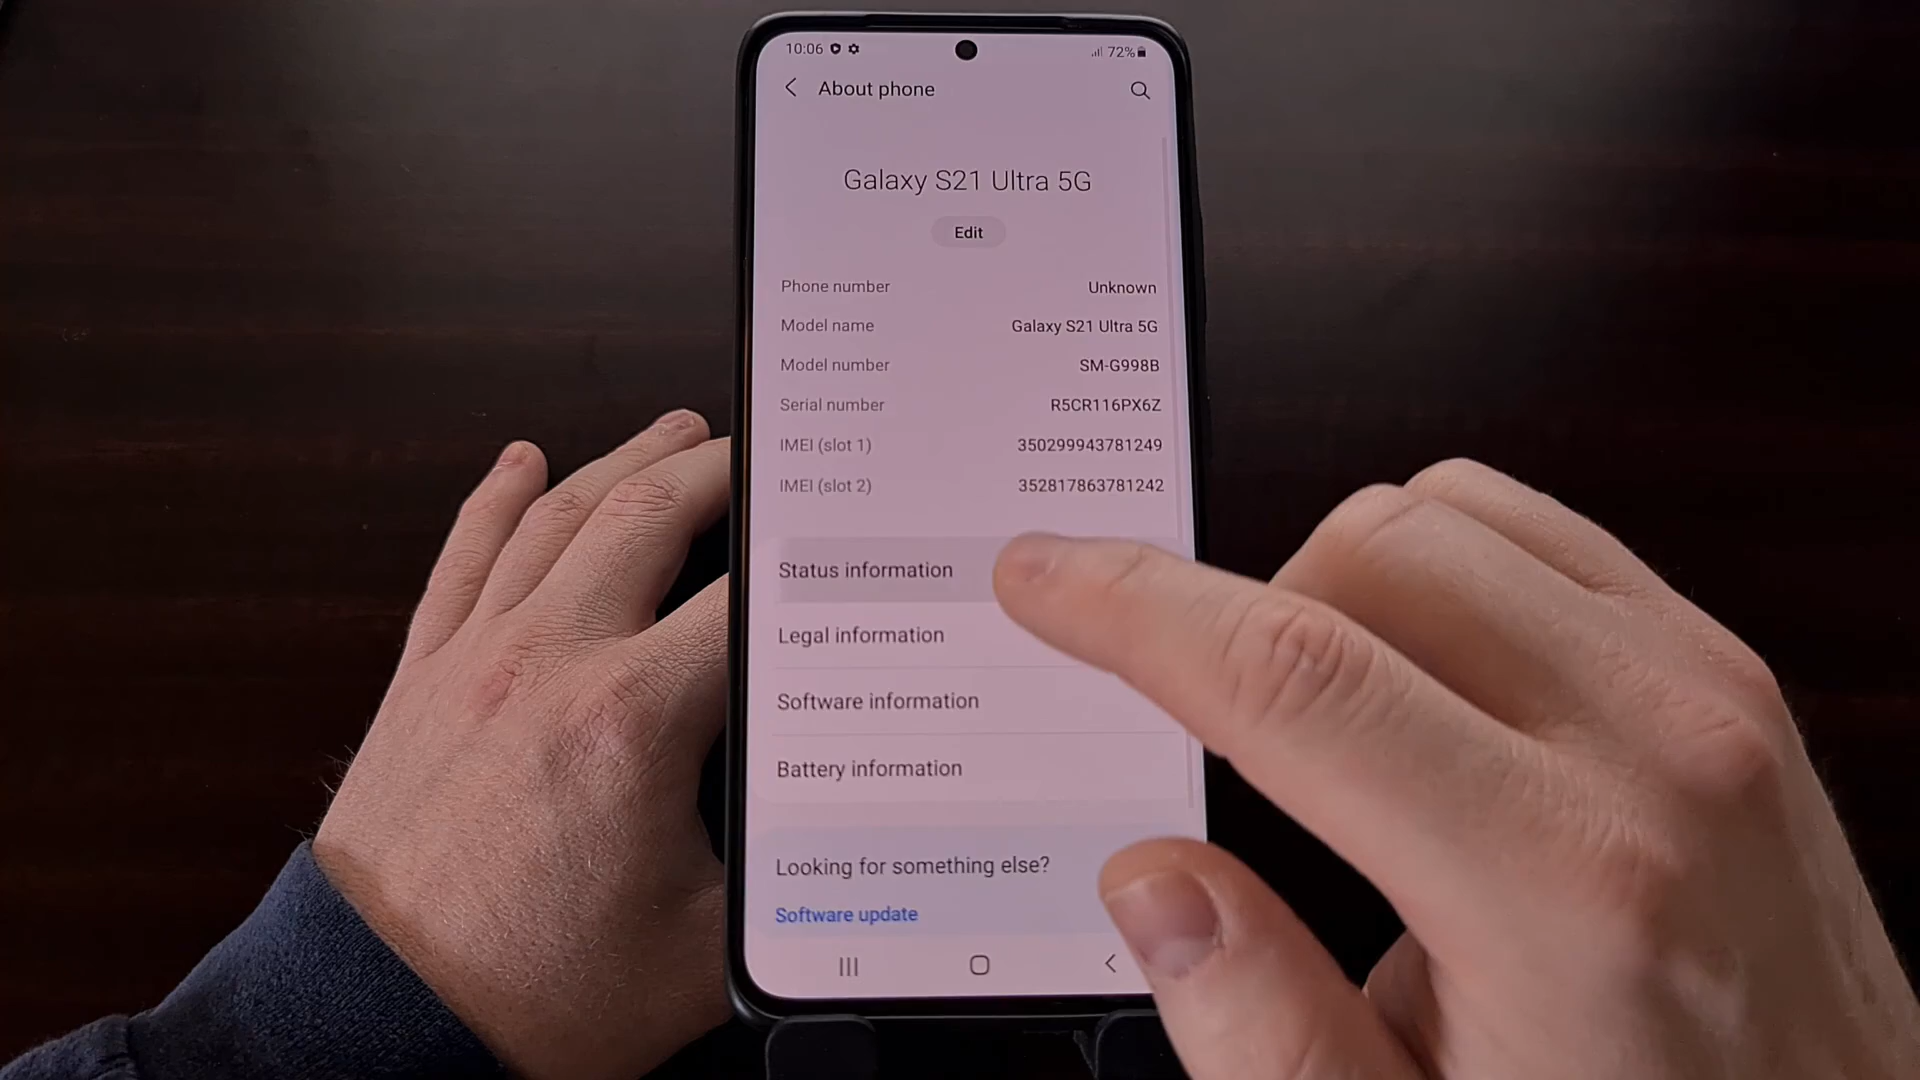 10:06
72%
About phone
Galaxy S21 Ultra 5G
Edit
Phone number Unknown
Model name Galaxy S21 Ultra 5G
Model number SM-G998B
Serial number R5CR116PX6Z
IMEI (slot 1) 350299943781249
IMEI (slot 2) 352817863781242
Status information
Legal information
Software information
Battery information
Looking for something else?
Software update